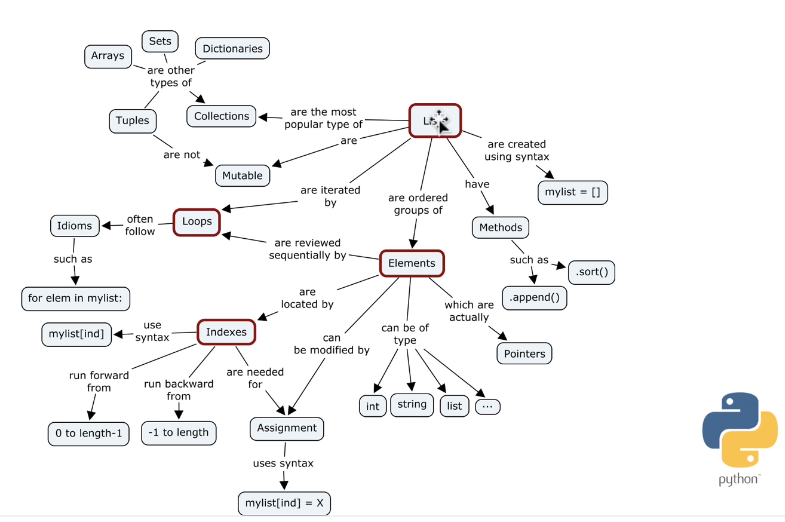 Sets
Arrays
Dictionaries
are other
types of
Tuples
Collections
are the most
popular type of
are
are not
Mutable
are created
using syntax
mylist = []
have
are iterated
by
are ordered
groups of
Methods
Idioms
often
follow
Loops
are reviewed
sequentially by
Elements
such as
such as
.sort()
.append()
for elem in mylist:
are
located by
which are
actually
mylist[ind]
use
syntax
Indexes
can
be modified by
can be of
type
Pointers
run forward
from
run backward
from
are needed
for
int
string
list
...
0 to length-1
-1 to length
Assignment
uses syntax
mylist[ind] = X
python™